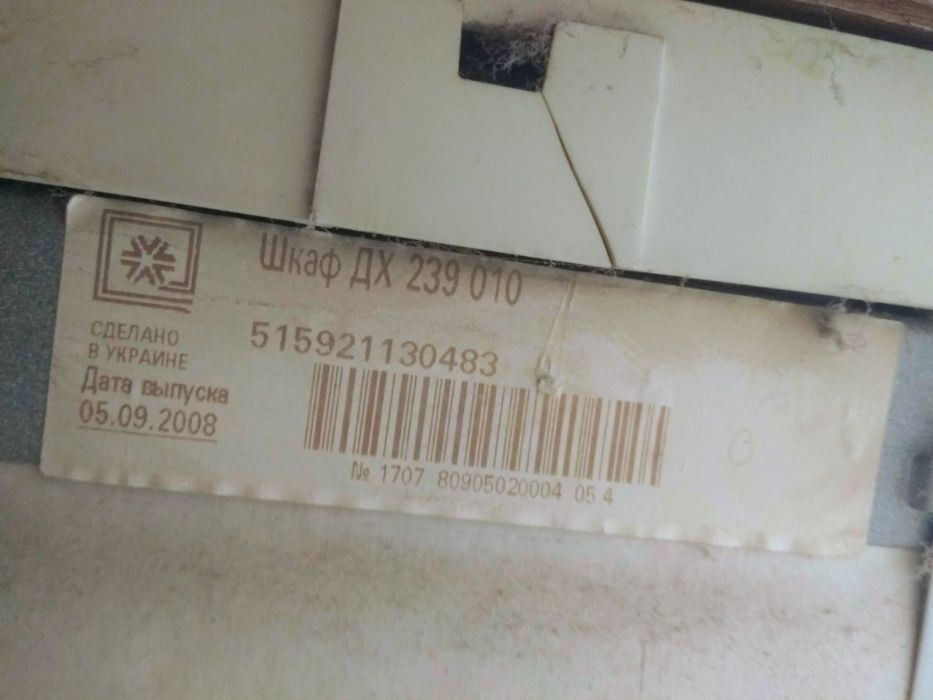 Шкаф ДХ 239 010
515921130483
СДЕЛАНО
В УКРАИНЕ
Дата выпуска
05.09.2008
№ 1707 80905020004 05 4